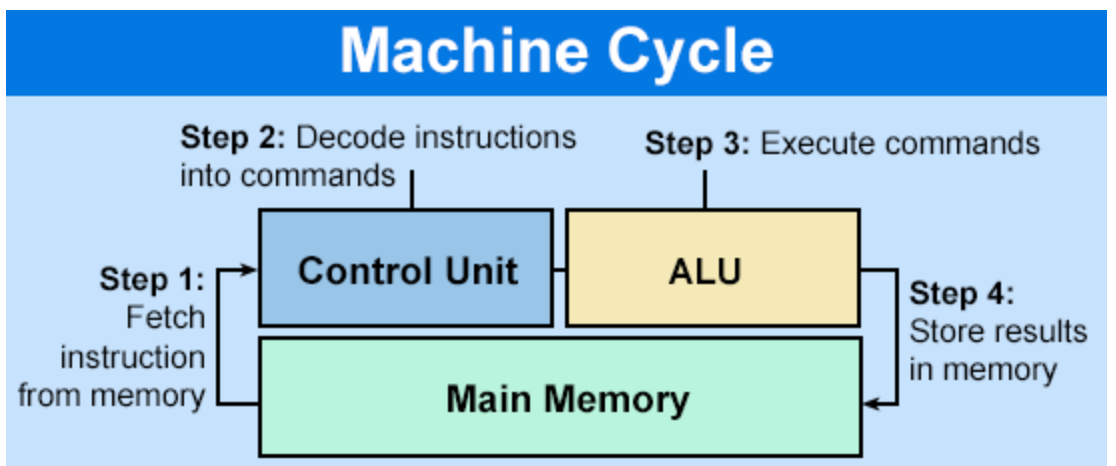 Machine Cycle
Step 2: Decode instructions
into commands
Step 3: Execute commands
Control Unit
ALU
Step 1:
Fetch
instruction
from memory
Step 4:
Store results
in memory
Main Memory